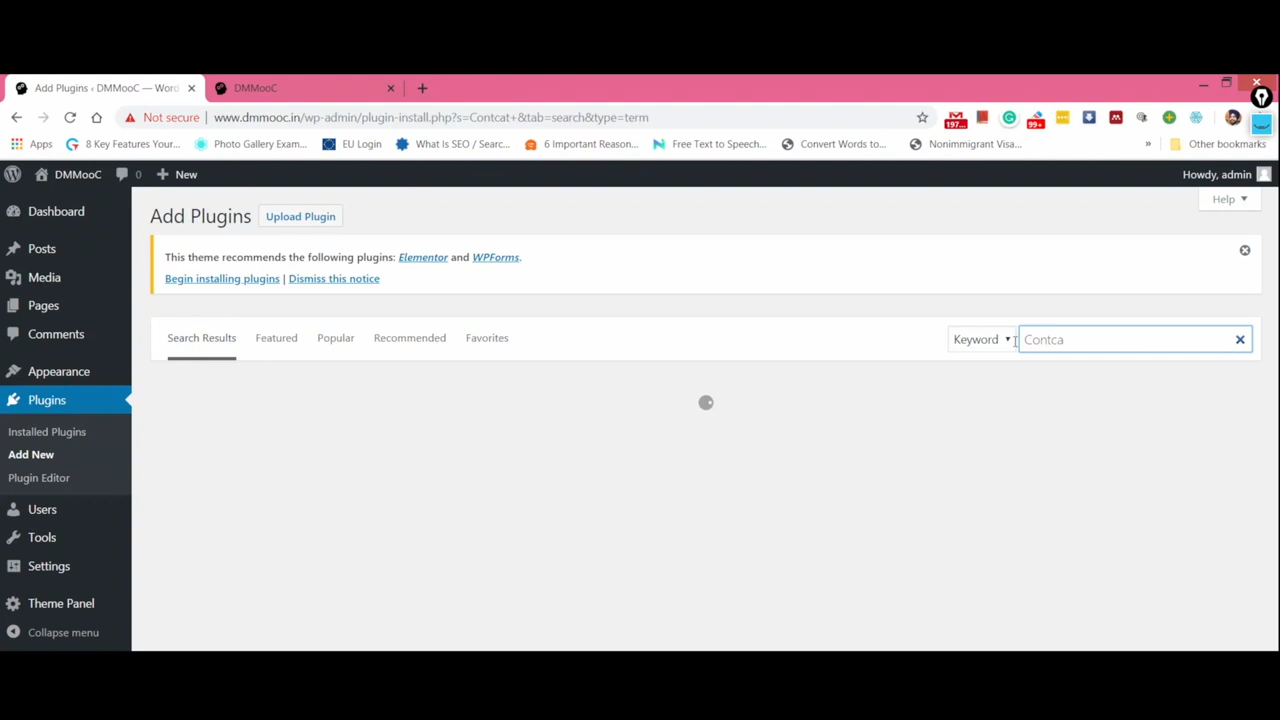 Add Plugins ‹ DMMooC — Word
DMMooC
Not secure | www.dmmooc.in/wp-admin/plugin-install.php?s=Contcat+&tab=search&type=term
197...
99+
Apps
8 Key Features Your...
Photo Gallery Exam...
EU Login
What Is SEO / Searc...
6 Important Reason...
Free Text to Speech...
Convert Words to...
Nonimmigrant Visa...
» Other bookmarks
DMMooC 0 New
Howdy, admin
Dashboard
Posts
Media
Pages
Comments
Appearance
Plugins
Installed Plugins
Add New
Plugin Editor
Users
Tools
Settings
Theme Panel
Collapse menu
Help
Add Plugins Upload Plugin
This theme recommends the following plugins: Elementor and WPForms.
Begin installing plugins | Dismiss this notice
Search Results Featured Popular Recommended Favorites
Keyword Contca